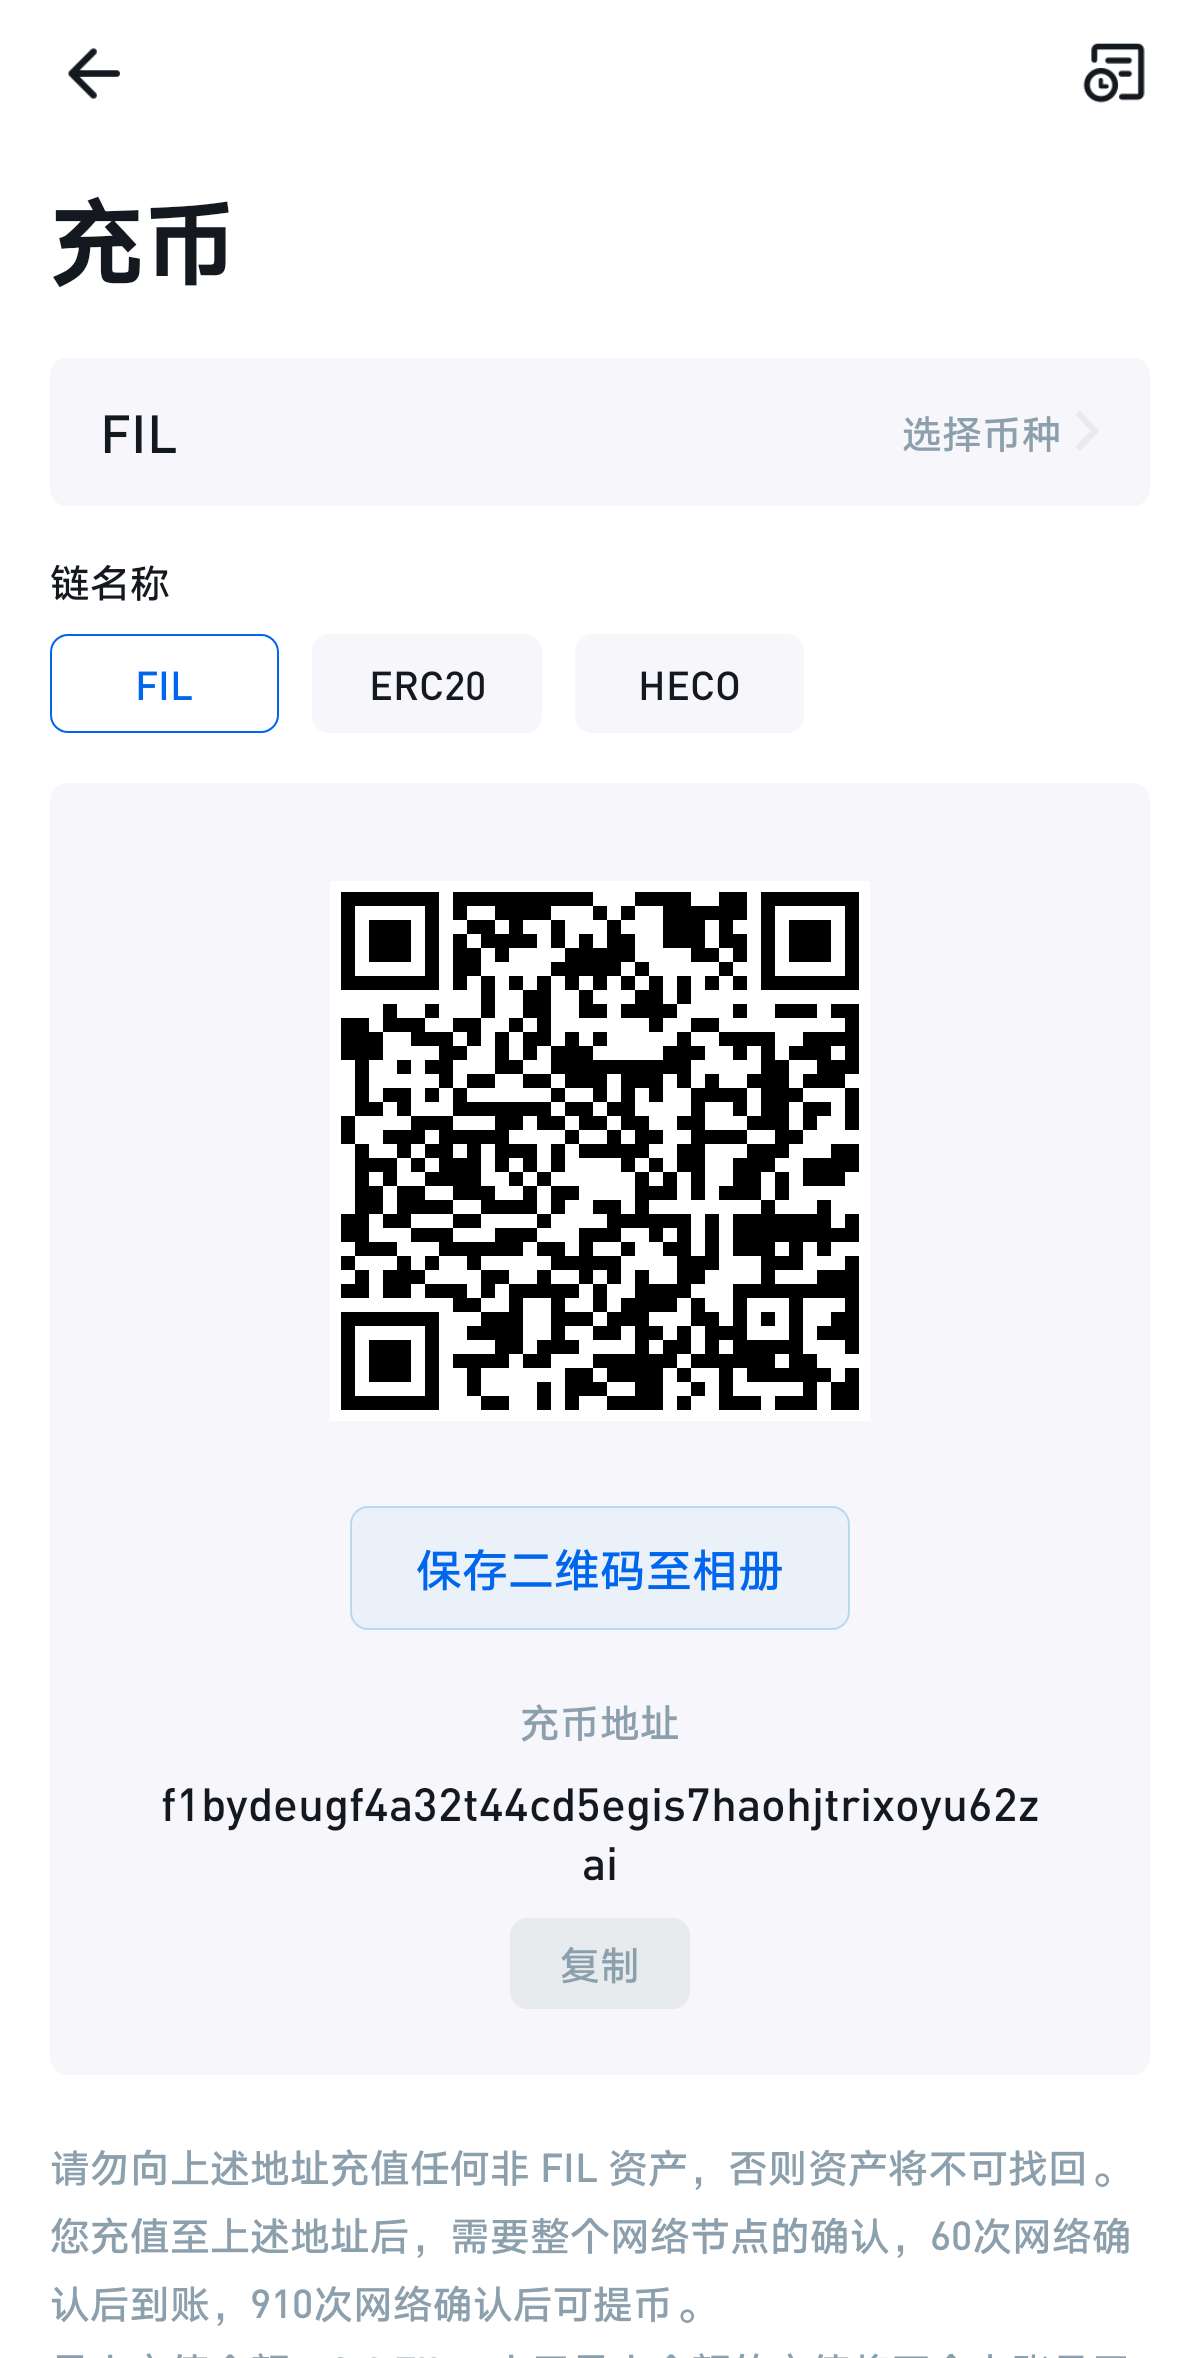 充币
FIL
选择币种
链名称
FIL
ERC20
HECO
保存二维码至相册
充币地址
f1bydeugf4a32t44cd5egis7haohjtrixoyu62z
ai
复制
请勿向上述地址充值任何非 FIL 资产，否则资产将不可找回。
您充值至上述地址后，需要整个网络节点的确认，60次网络确
认后到账，910次网络确认后可提币。